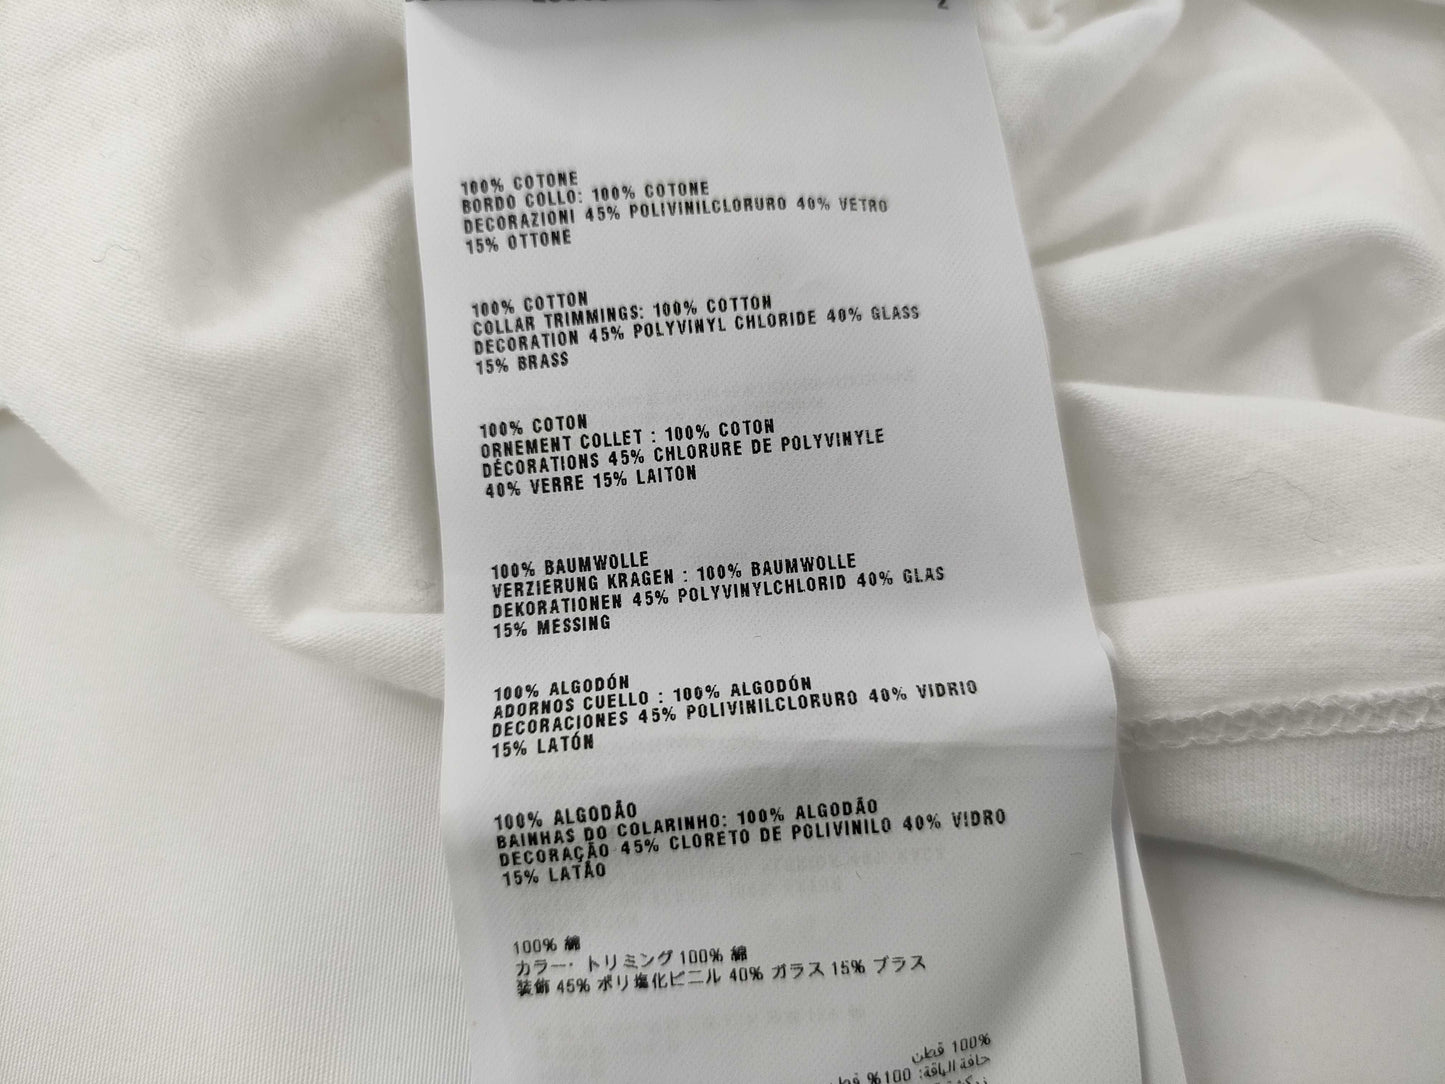 100% COTONE
BORDO COLLO: 100% COTONE
DECORAZIONI 45% POLIVINILCLORURO 40% VETRO
15% OTTONE
100% COTTON
COLLAR TRIMMINGS: 100% COTTON
DECORATION 45% POLYVINYL CHLORIDE 40% GLASS
15% BRASS
100% COTON
ORNEMENT COLLET : 100% COTON
DÉCORATIONS 45% CHLORURE DE POLYVINYLE
40% VERRE 15% LAITON
100% BAUMWOLLE
VERZIERUNG KRAGEN : 100% BAUMWOLLE
DEKORATIONEN 45% POLYVINYLCHLORID 40% GLAS
15% MESSING
100% ALGODÓN
ADORNOS CUELLO : 100% ALGODÓN
DECORACIONES 45% POLIVINILCLORURO 40% VIDRIO
15% LATÓN
100% ALGODÃO
BAINHAS DO COLARINHO: 100% ALGODÃO
DECORAÇÃO 45% CLORETO DE POLIVINILO 40% VIDRO
15% LATÃO
100% 綿
カラー・トリミング 100% 綿
装飾 45% ポリ塩化ビニル 40% ガラス 15% ブラス
100% قطن
حافة الياقة: 100%